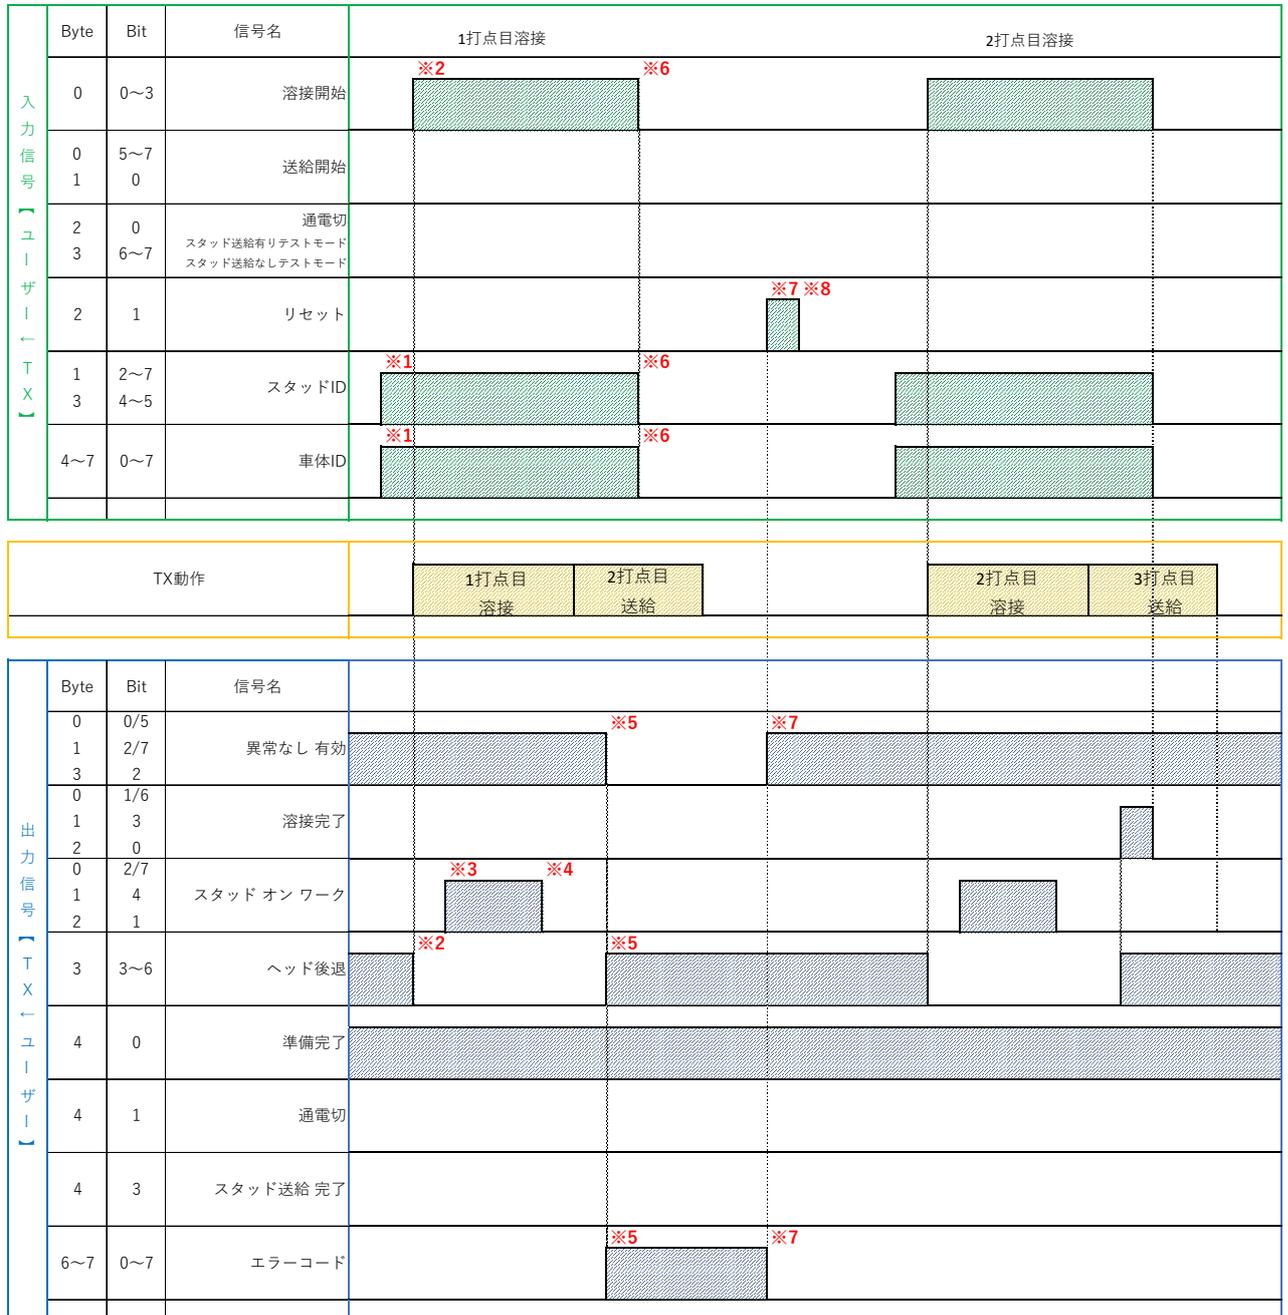 Byte Bit 信号名 1打点目溶接 2打点目溶接
入力信号【ユーザー←TX】
※2 ※6
0 0～3 溶接開始
0 5～7
送給開始
1 0
通電切
2 0
スタッド送給有りテストモード
3 6～7
スタッド送給なしテストモード
※7 ※8
2 1 リセット
※1 ※6
1 2～7
スタッドID
3 4～5
※1 ※6
4～7 0～7 車体ID
TX動作
1打点目 2打点目 2打点目 3打点目
溶接 送給 溶接 送給
Byte Bit 信号名
出力信号【TX←ユーザー】
0 0/5 ※5 ※7
1 2/7 異常なし 有効
3 2
0 1/6
1 3 溶接完了
2 0
0 2/7 ※3 ※4
1 4 スタッド オン ワーク
2 1
※2 ※5
3 3～6 ヘッド後退
4 0 準備完了
4 1 通電切
4 3 スタッド送給 完了
※5 ※7
6～7 0～7 エラーコード